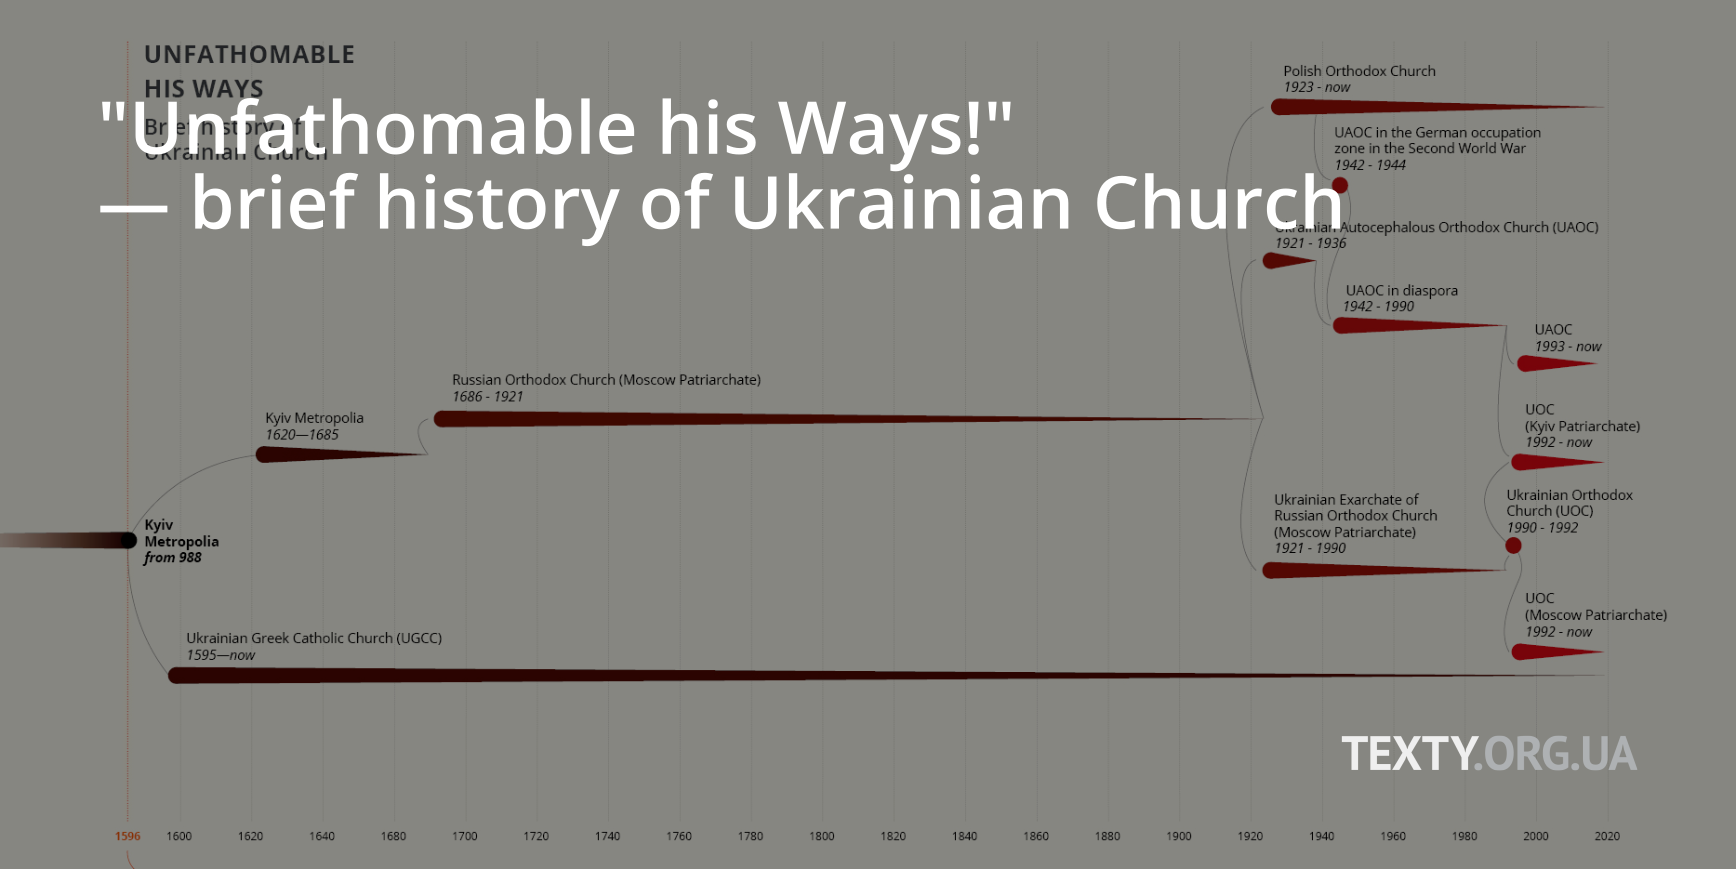 UNFATHOMABLE
HIS WAYS
Brief history of
Ukrainian Church
"Unfathomable his Ways!"
— brief history of Ukrainian Church
Polish Orthodox Church
1923 - now
UAOC in the German occupation
zone in the Second World War
1942 - 1944
Ukrainian Autocephalous Orthodox Church (UAOC)
1921 - 1936
UAOC in diaspora
1942 - 1990
UAOC
1993 - now
Russian Orthodox Church (Moscow Patriarchate)
1686 - 1921
Kyiv Metropolia
1620—1685
UOC
(Kyiv Patriarchate)
1992 - now
Ukrainian Exarchate of
Russian Orthodox Church
(Moscow Patriarchate)
1921 - 1990
Ukrainian Orthodox
Church (UOC)
1990 - 1992
Kyiv
Metropolia
from 988
UOC
(Moscow Patriarchate)
1992 - now
Ukrainian Greek Catholic Church (UGCC)
1595—now
TEXTY.ORG.UA
1596 1600 1620 1640 1680 1700 1720 1740 1760 1780 1800 1820 1840 1860 1880 1900 1920 1940 1960 1980 2000 2020